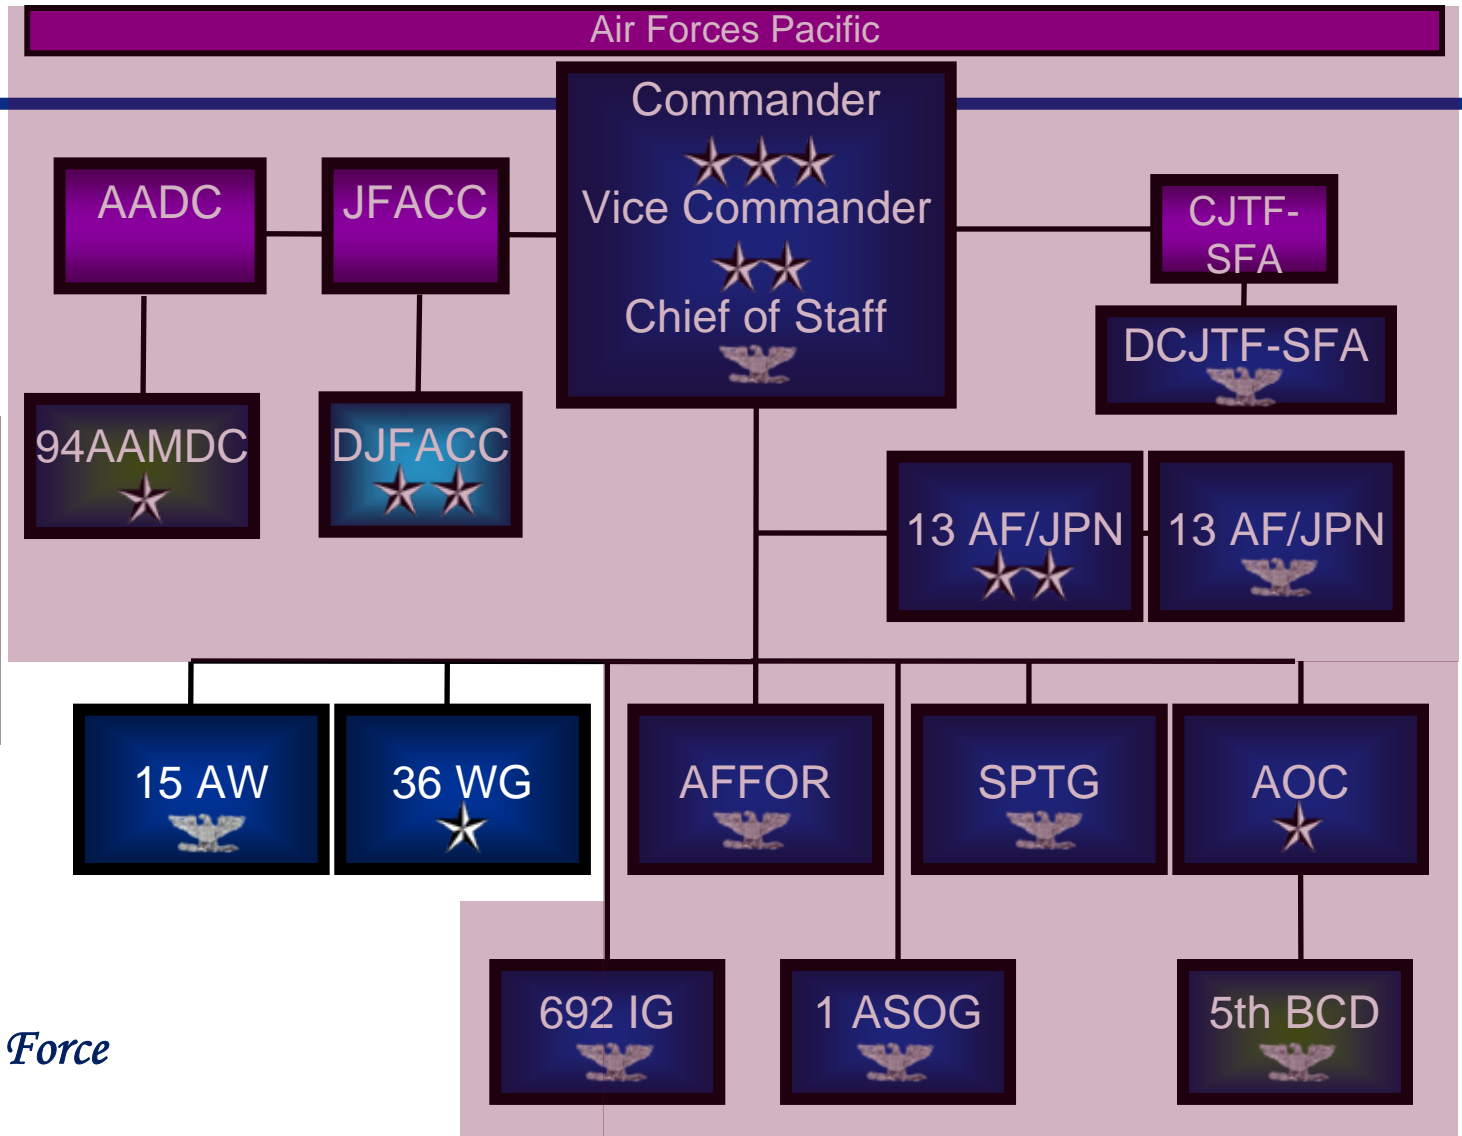 Air Forces Pacific
Commander
Vice Commander
Chief of Staff
AADC
JFACC
CJTF-
SFA
DCJTF-SFA
94AAMDC
DJFACC
13 AF/JPN
13 AF/JPN
15 AW
36 WG
AFFOR
SPTG
AOC
692 IG
1 ASOG
5th BCD
Force